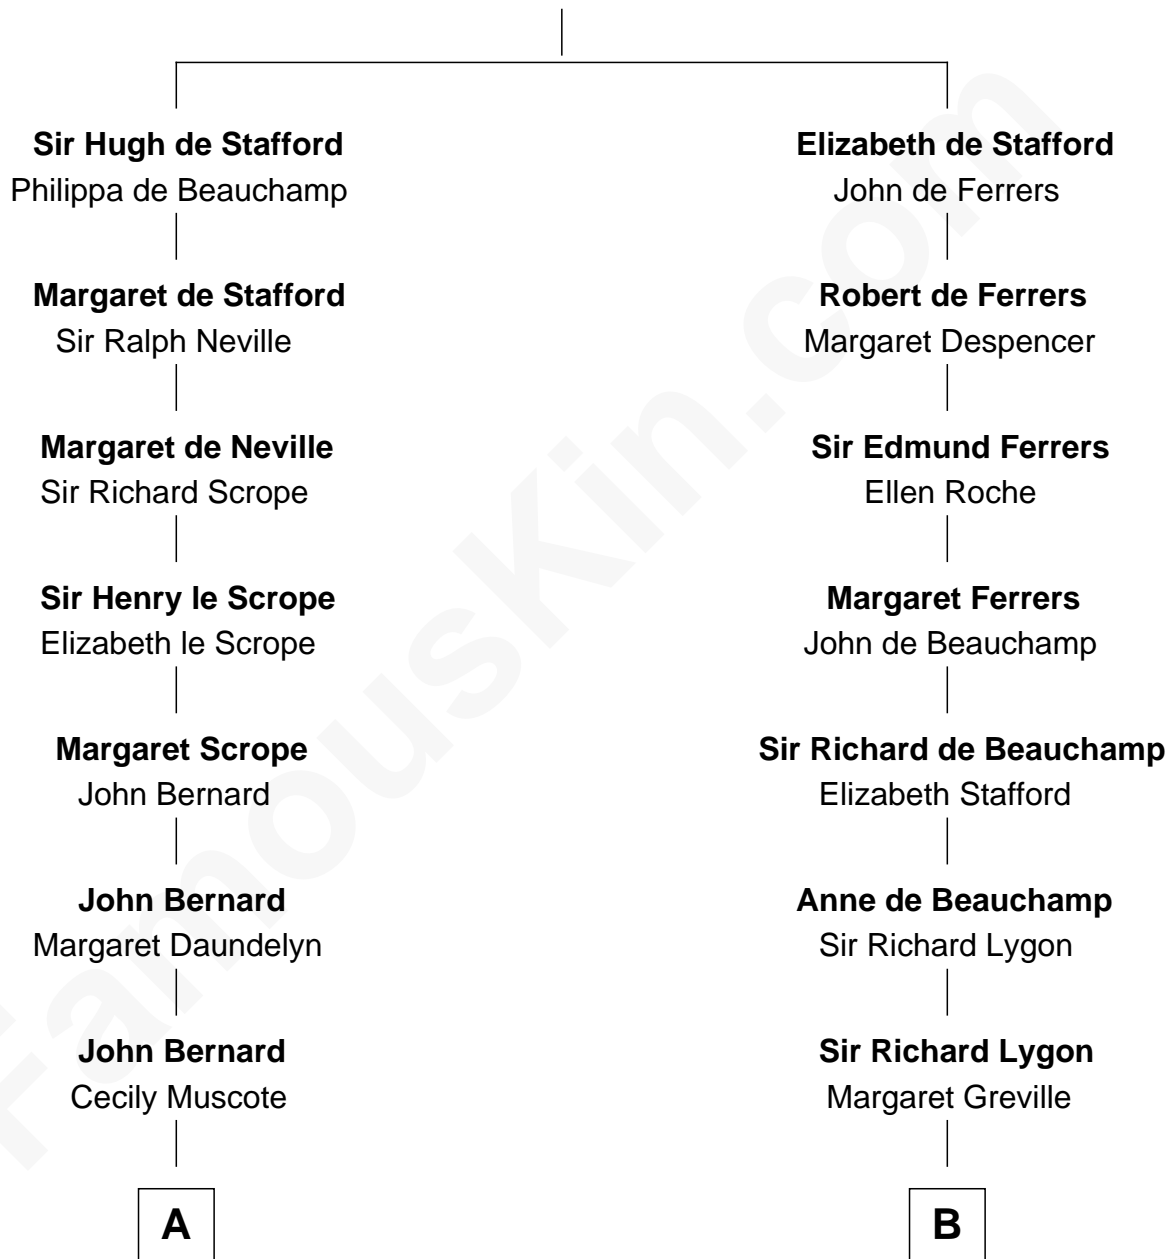 Sir Hugh de Stafford
Philippa de Beauchamp
Elizabeth de Stafford
John de Ferrers
Margaret de Stafford
Sir Ralph Neville
Robert de Ferrers
Margaret Despencer
Margaret de Neville
Sir Richard Scrope
Sir Edmund Ferrers
Ellen Roche
Sir Henry le Scrope
Elizabeth le Scrope
Margaret Ferrers
John de Beauchamp
Margaret Scrope
John Bernard
Sir Richard de Beauchamp
Elizabeth Stafford
John Bernard
Margaret Daundelyn
Anne de Beauchamp
Sir Richard Lygon
John Bernard
Cecily Muscote
Sir Richard Lygon
Margaret Greville
A
B
FamousKin.com